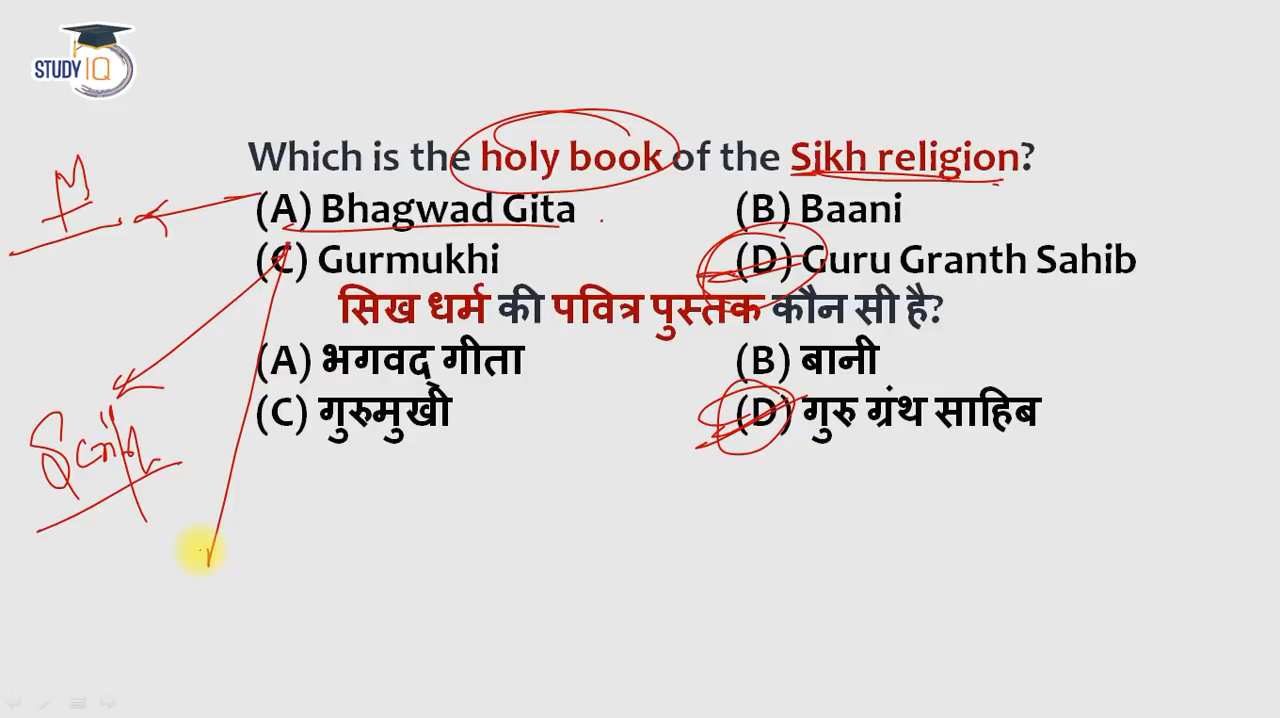 STUDY IQ
Which is the holy book of the Sikh religion?
(A) Bhagwad Gita (B) Baani
(C) Gurmukhi (D) Guru Granth Sahib
सिख धर्म की पवित्र पुस्तक कौन सी है?
(A) भगवद् गीता (B) बानी
(C) गुरुमुखी (D) गुरु ग्रंथ साहिब